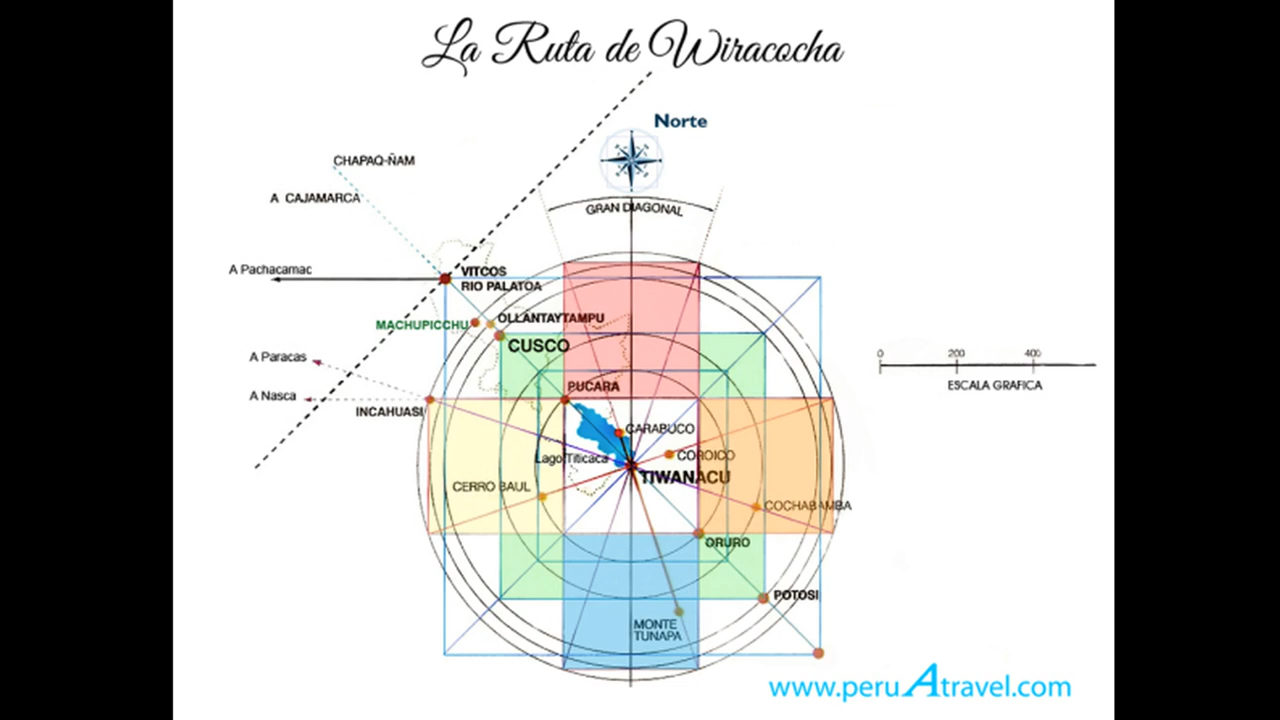 La Ruta de Wiracocha
Norte
CHAPAQ-ÑAM
A CAJAMARCA
GRAN DIAGONAL
A Pachacamac
VITCOS
RIO PALATOA
MACHUPICCHU
OLLANTAYTAMPU
CUSCO
A Paracas
0 200 400
ESCALA GRAFICA
PUCARA
A Nasca
INCAHUASI
CARABUCO
Lago Titicaca
COROICO
TIWANACU
CERRO BAUL
COCHABAMBA
ORURO
POTOSI
MONTE
TUNAPA
www.peruAtravel.com